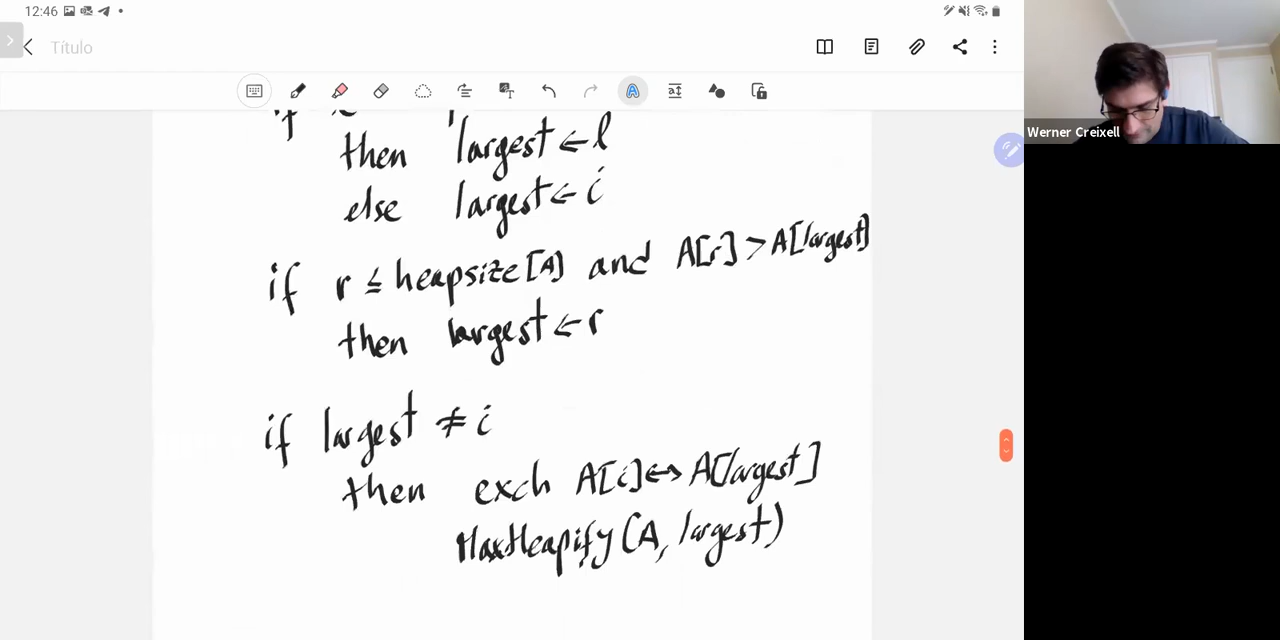 12:46
Título
if
then largest ← l
else largest ← i
if r ≤ heapsize[A] and A[r] > A[largest]
then largest ← r
if largest ≠ i
then exch A[i] ↔ A[largest]
MaxHeapify(A, largest)
Werner Creixell